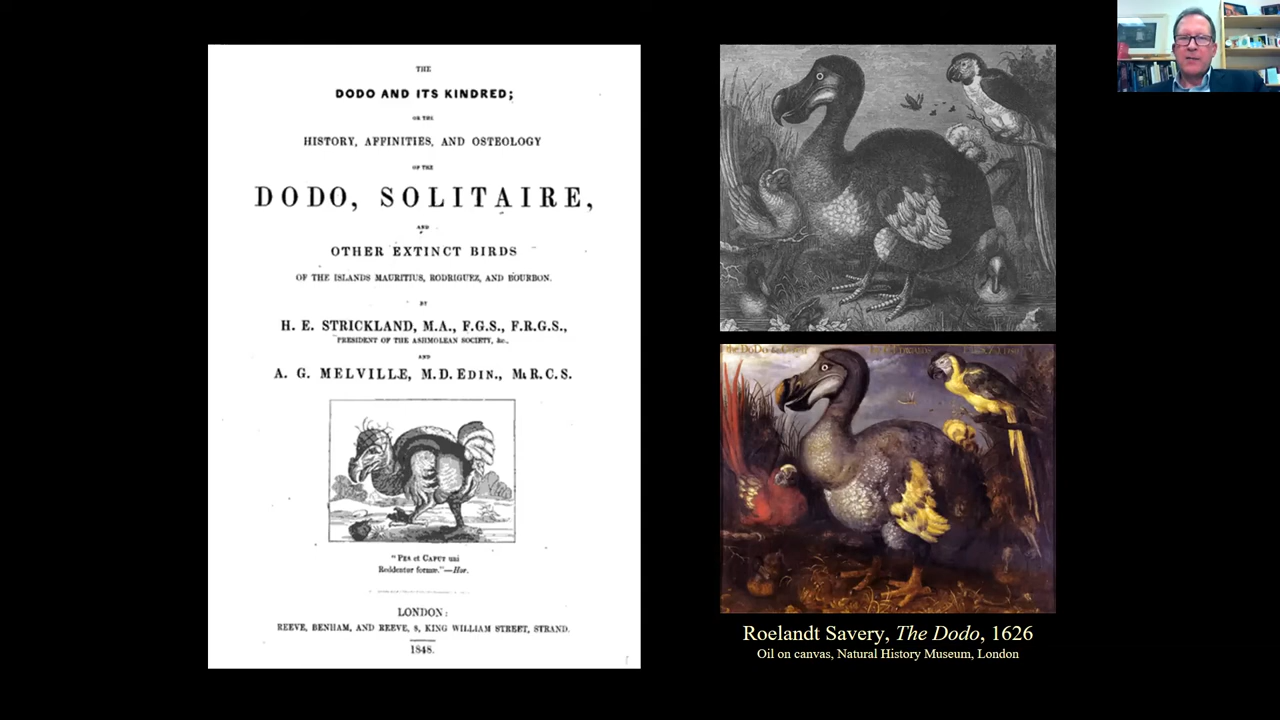 THE
DODO AND ITS KINDRED;
OR THE
HISTORY, AFFINITIES, AND OSTEOLOGY
OF THE
DODO, SOLITAIRE,
AND
OTHER EXTINCT BIRDS
OF THE ISLANDS MAURITIUS, RODRIGUEZ, AND BOURBON.
BY
H. E. STRICKLAND, M.A., F.G.S., F.R.G.S.,
PRESIDENT OF THE ASHMOLEAN SOCIETY, &c.,
AND
A. G. MELVILLE, M.D. EDIN., M.R.C.S.
"PES et CAPUT uni
Reddentur formæ."—Hor.
LONDON:
REEVE, BENHAM, AND REEVE, 8, KING WILLIAM STREET, STRAND.
1848.
Roelandt Savery, The Dodo, 1626
Oil on canvas, Natural History Museum, London